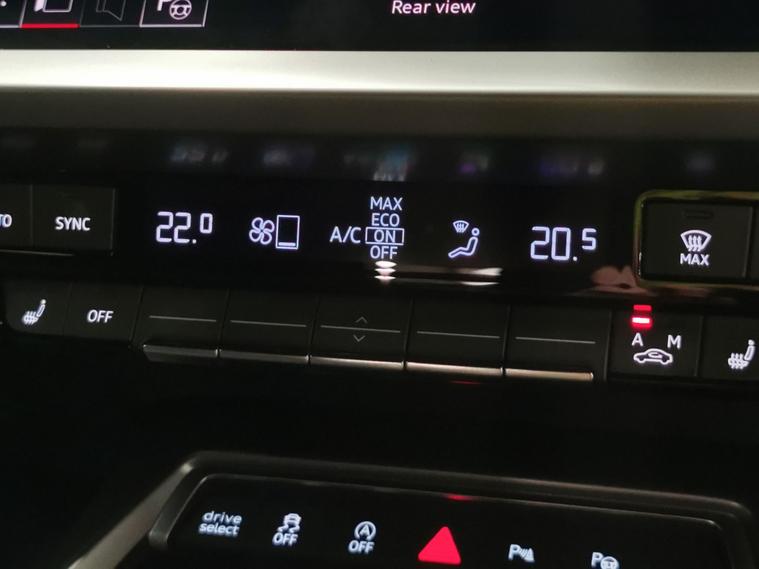 Rear view
SYNC
22.0
A/C
MAX
ECO
ON
OFF
20.5
MAX
OFF
A M
drive
select
OFF
A
OFF
P
P